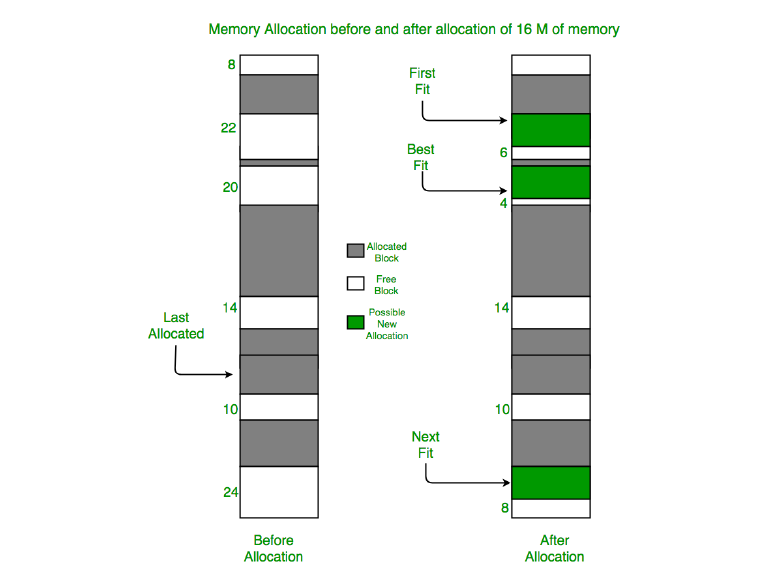 Memory Allocation before and after allocation of 16 M of memory
8
22
20
14
10
24
Last
Allocated
Before
Allocation
Allocated
Block
Free
Block
Possible
New
Allocation
First
Fit
Best
Fit
Next
Fit
6
4
14
10
8
After
Allocation